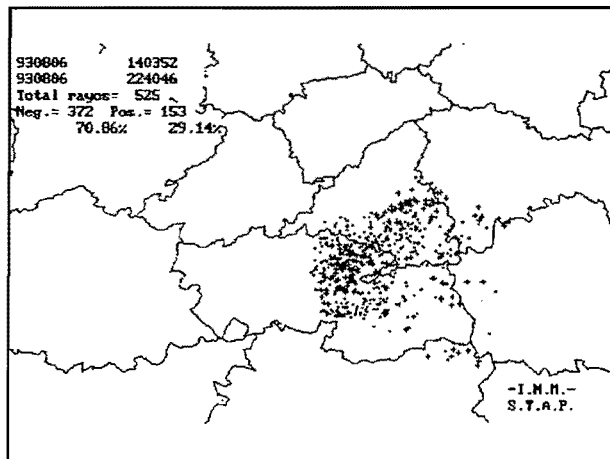 930806 140352
930806 224046
Total rayos= 525
Neg.= 372 Pos.= 153
70.86% 29.14%
-I.N.M.-
S.T.A.P.